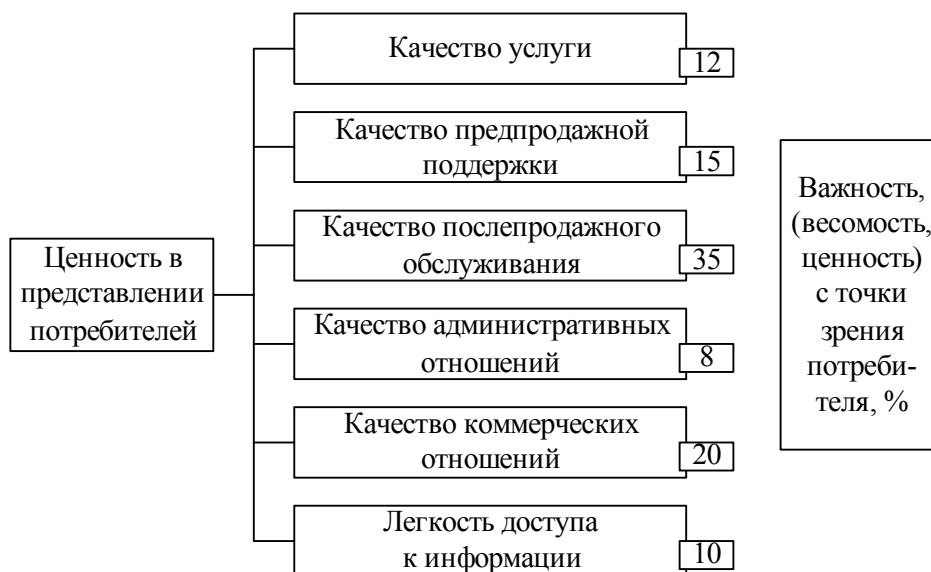 Ценность в
представлении
потребителей
Качество услуги
12
Качество предпродажной
поддержки
15
Качество послепродажного
обслуживания
35
Качество административных
отношений
8
Качество коммерческих
отношений
20
Легкость доступа
к информации
10
Важность,
(весомость,
ценность)
с точки
зрения
потреби-
теля, %